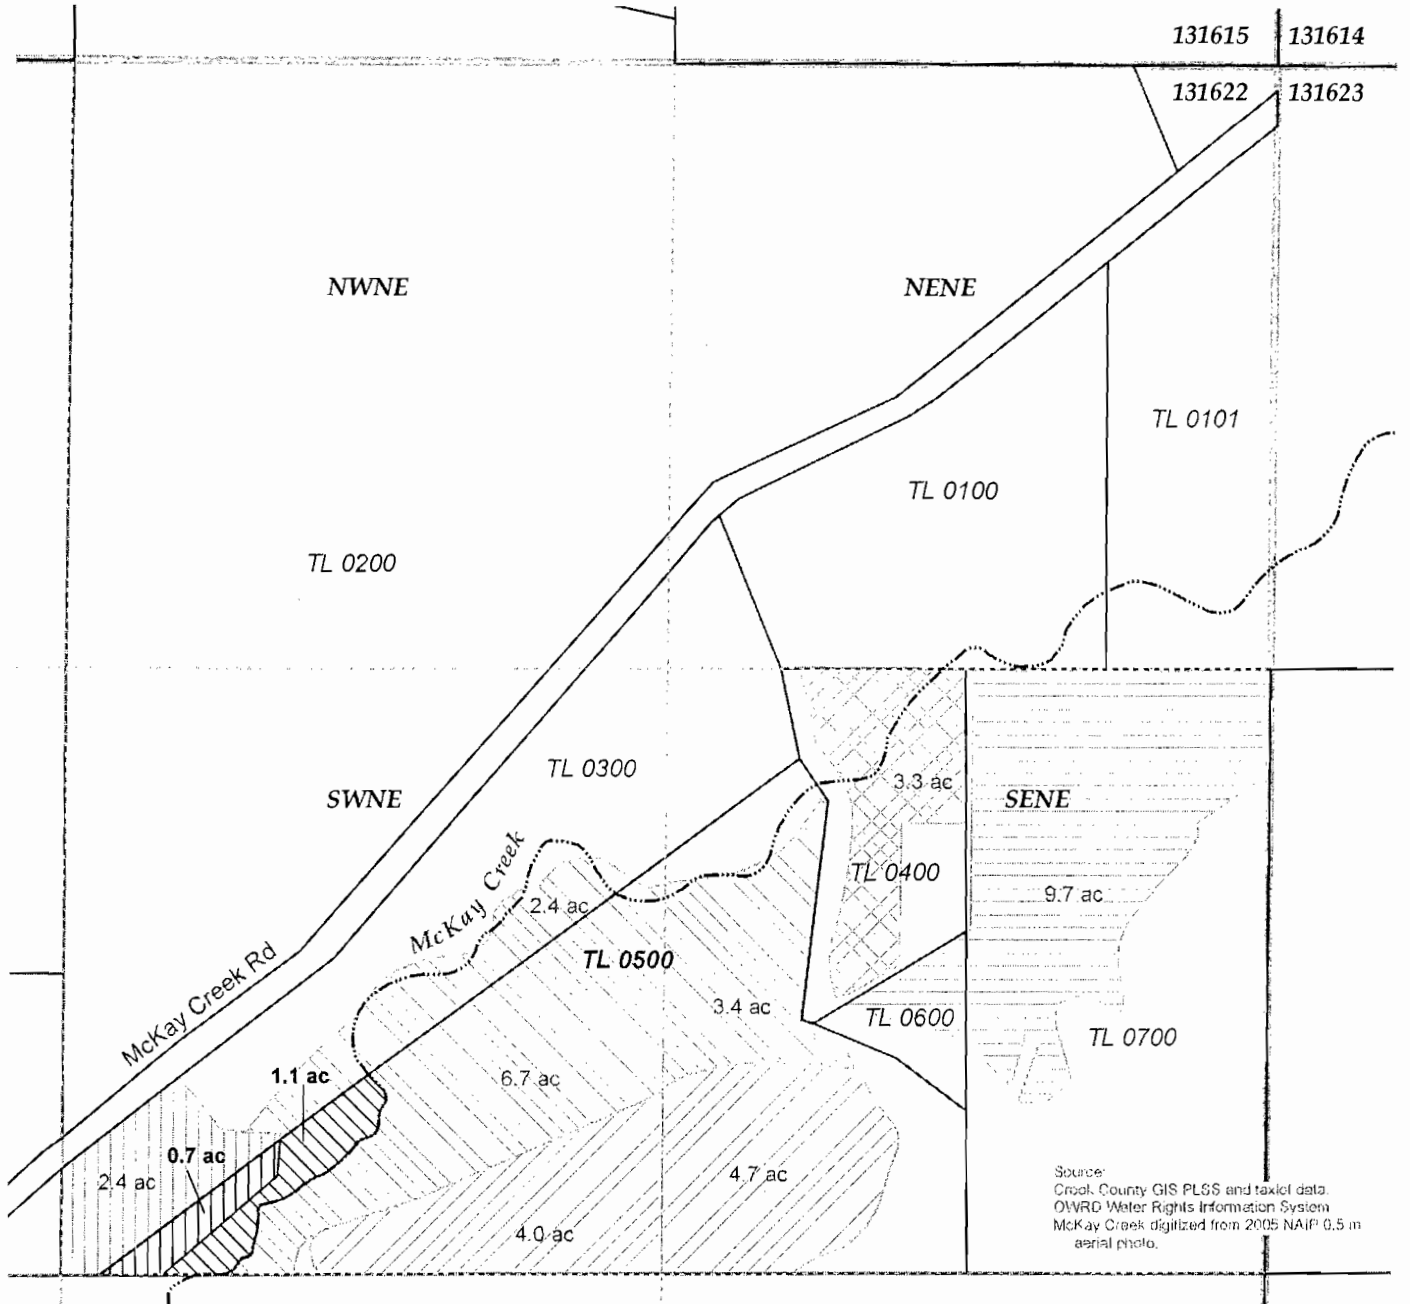 131615 131614
131622 131623
NWNE
NENE
TL 0101
TL 0100
TL 0200
TL 0300
SWNE
3.3 ac
SENE
McKay Creek
TL 0400
9.7 ac
2.4 ac
TL 0500
McKay Creek Rd
3.4 ac
TL 0600
TL 0700
1.1 ac
6.7 ac
0.7 ac
2.4 ac
4.7 ac
4.0 ac
Source:
Crook County GIS PLSS and taxlot data.
OWRD Water Rights Information System
McKay Creek digitized from 2005 NAIP 0.5 m
aerial photo.